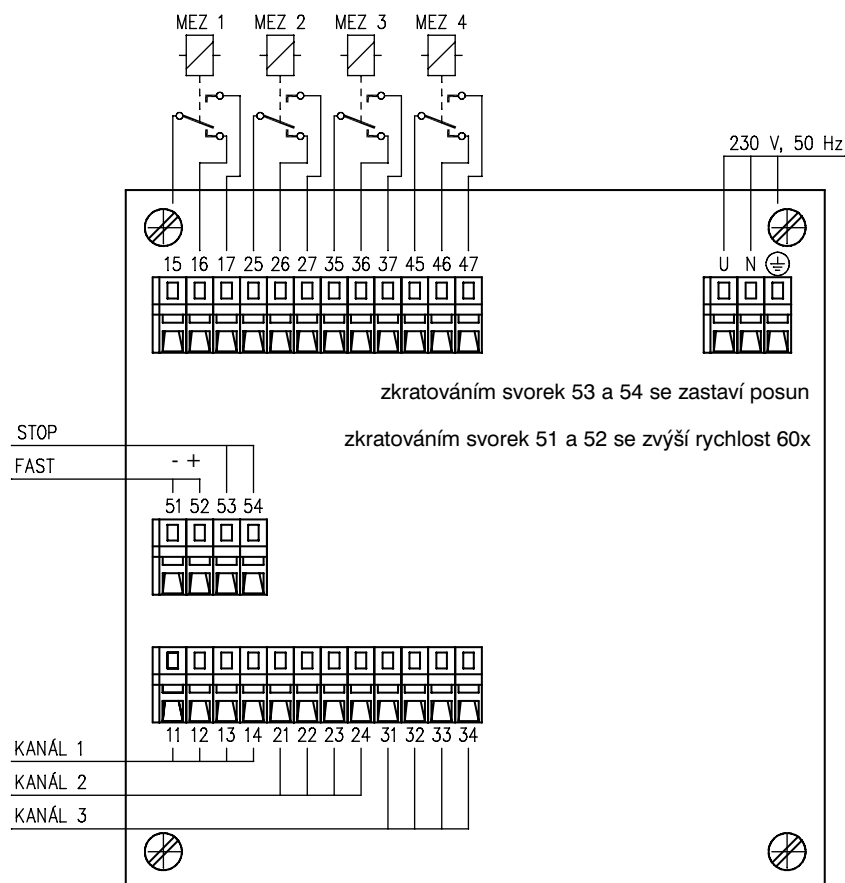 MEZ 1 MEZ 2 MEZ 3 MEZ 4
230 V, 50 Hz
15 16 17 25 26 27 35 36 37 45 46 47 U N
zkratováním svorek 53 a 54 se zastaví posun
STOP
zkratováním svorek 51 a 52 se zvýší rychlost 60x
FAST - +
51 52 53 54
11 12 13 14 21 22 23 24 31 32 33 34
KANÁL 1
KANÁL 2
KANÁL 3